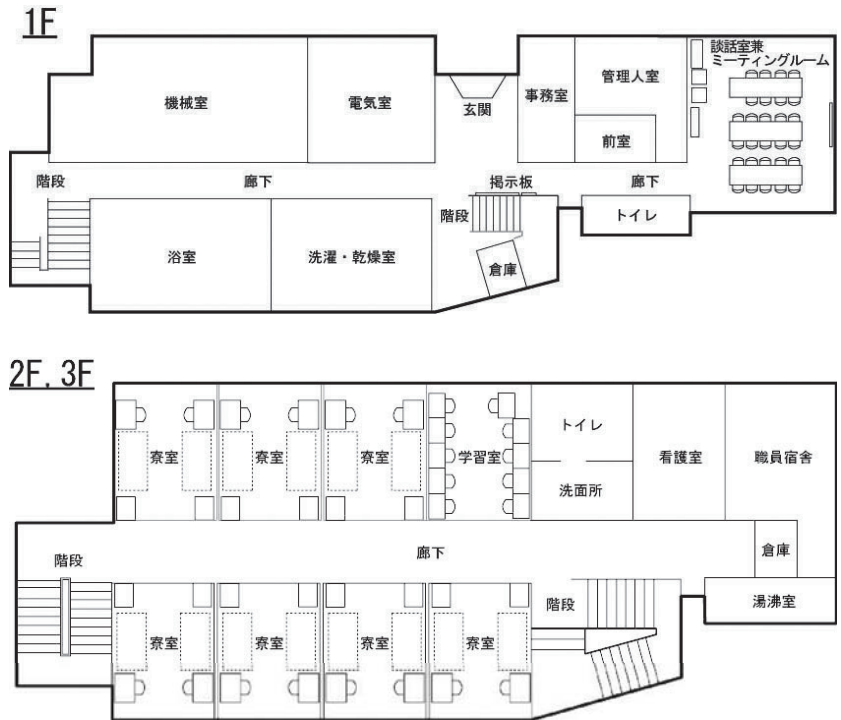 1F
談話室兼
ミーティングルーム
機械室
電気室
玄関
事務室
管理人室
前室
階段
廊下
掲示板
廊下
階段
トイレ
浴室
洗濯・乾燥室
倉庫
2F, 3F
寮室
寮室
寮室
学習室
トイレ
洗面所
看護室
職員宿舎
階段
廊下
倉庫
寮室
寮室
寮室
寮室
階段
湯沸室